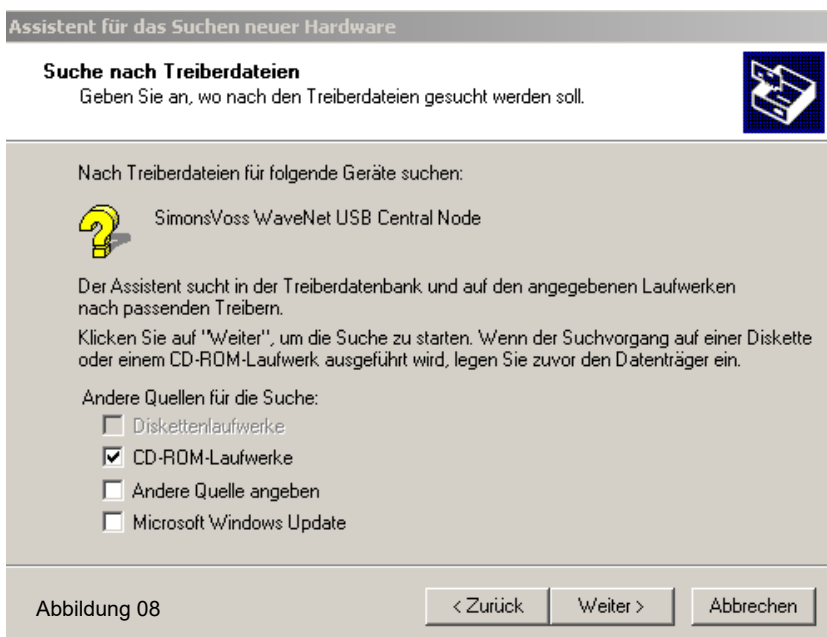 Assistent für das Suchen neuer Hardware
Suche nach Treiberdateien
Geben Sie an, wo nach den Treiberdateien gesucht werden soll.
Nach Treiberdateien für folgende Geräte suchen:
SimonsVoss WaveNet USB Central Node
Der Assistent sucht in der Treiberdatenbank und auf den angegebenen Laufwerken
nach passenden Treibern.
Klicken Sie auf "Weiter", um die Suche zu starten. Wenn der Suchvorgang auf einer Diskette
oder einem CD-ROM-Laufwerk ausgeführt wird, legen Sie zuvor den Datenträger ein.
Andere Quellen für die Suche:
Diskettenlaufwerke
CD-ROM-Laufwerke
Andere Quelle angeben
Microsoft Windows Update
Abbildung 08
< Zurück Weiter > Abbrechen